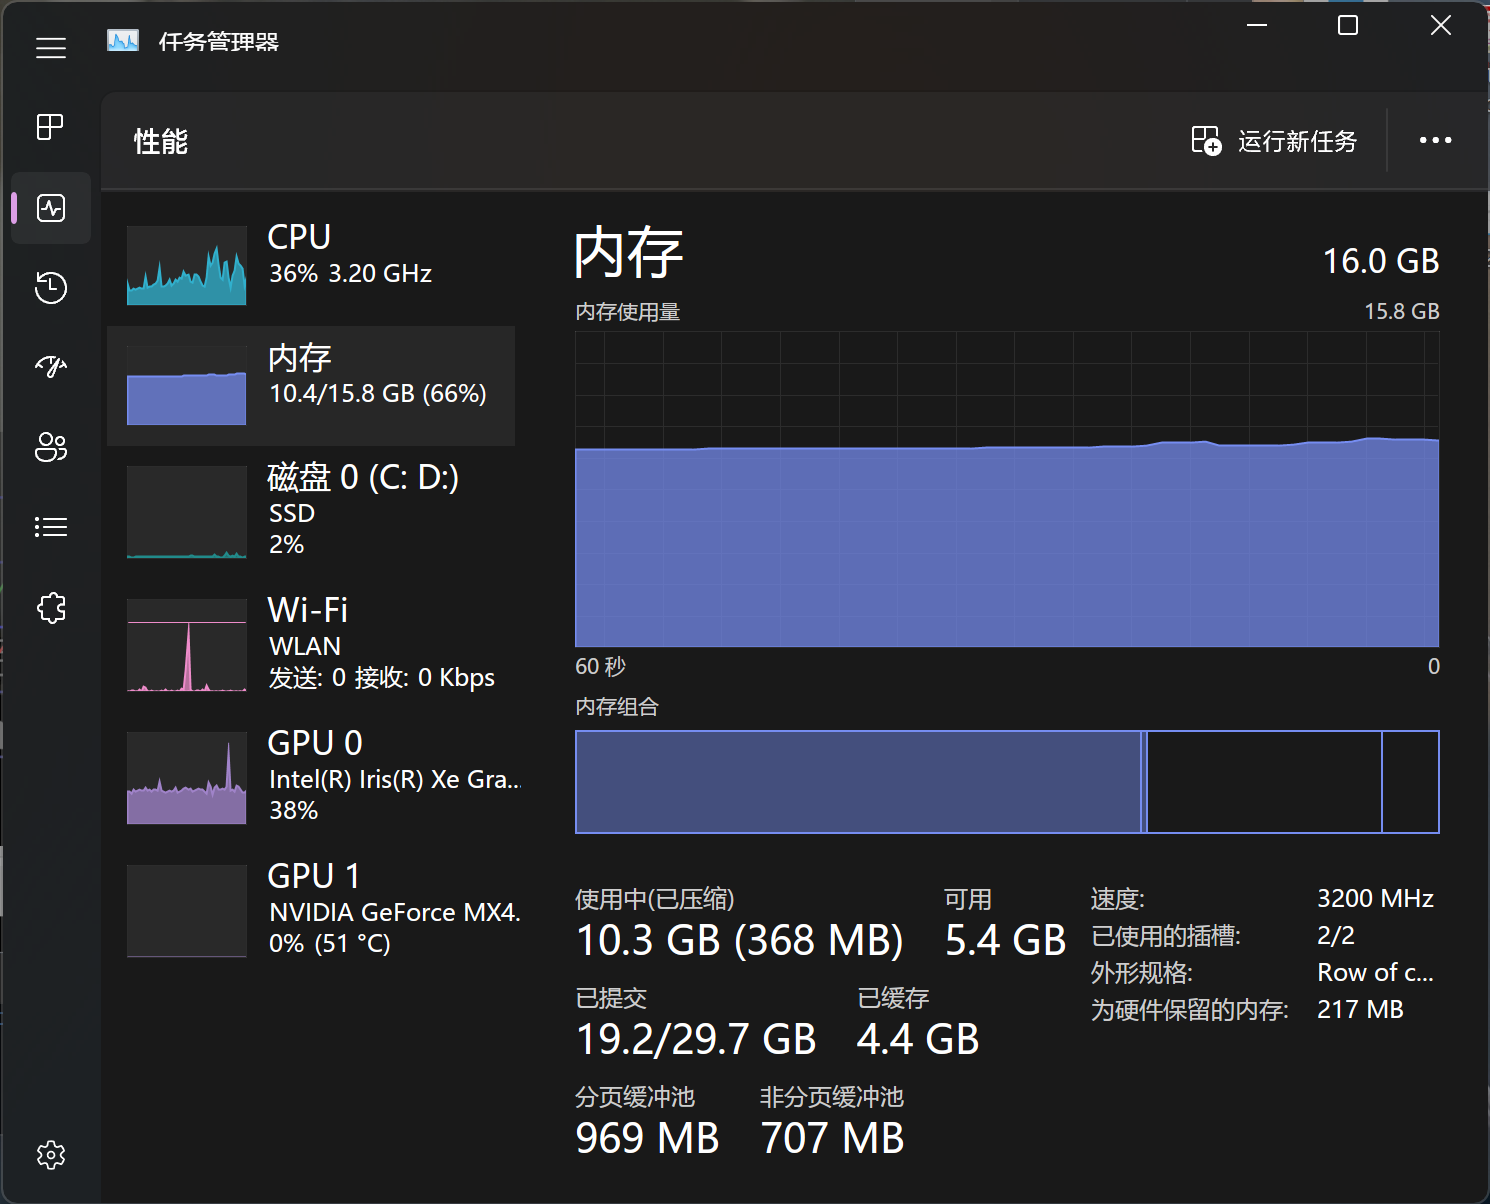 任务管理器
性能
运行新任务
CPU
36% 3.20 GHz
内存
10.4/15.8 GB (66%)
磁盘 0 (C: D:)
SSD
2%
Wi-Fi
WLAN
发送: 0 接收: 0 Kbps
GPU 0
Intel(R) Iris(R) Xe Gra...
38%
GPU 1
NVIDIA GeForce MX4.
0% (51 °C)
内存
16.0 GB
内存使用量
15.8 GB
60 秒
0
内存组合
使用中(已压缩)
10.3 GB (368 MB)
可用
5.4 GB
已提交
19.2/29.7 GB
已缓存
4.4 GB
分页缓冲池
969 MB
非分页缓冲池
707 MB
速度: 3200 MHz
已使用的插槽: 2/2
外形规格: Row of c...
为硬件保留的内存: 217 MB